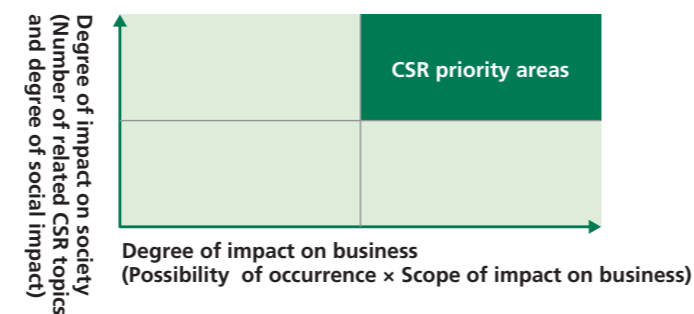 Degree of impact on society
(Number of related CSR topics
and degree of social impact)
CSR priority areas
Degree of impact on business
(Possibility of occurrence × Scope of impact on business)